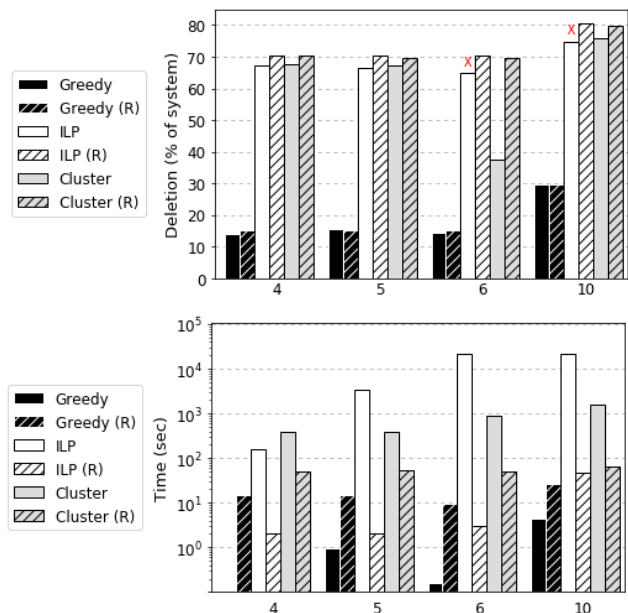 80
70
60
50
40
30
20
10
0
Deletion (% of system)
X
X
4
5
6
10
Greedy
Greedy (R)
ILP
ILP (R)
Cluster
Cluster (R)
10^5
10^4
10^3
10^2
10^1
10^0
Time (sec)
4
5
6
10
Greedy
Greedy (R)
ILP
ILP (R)
Cluster
Cluster (R)